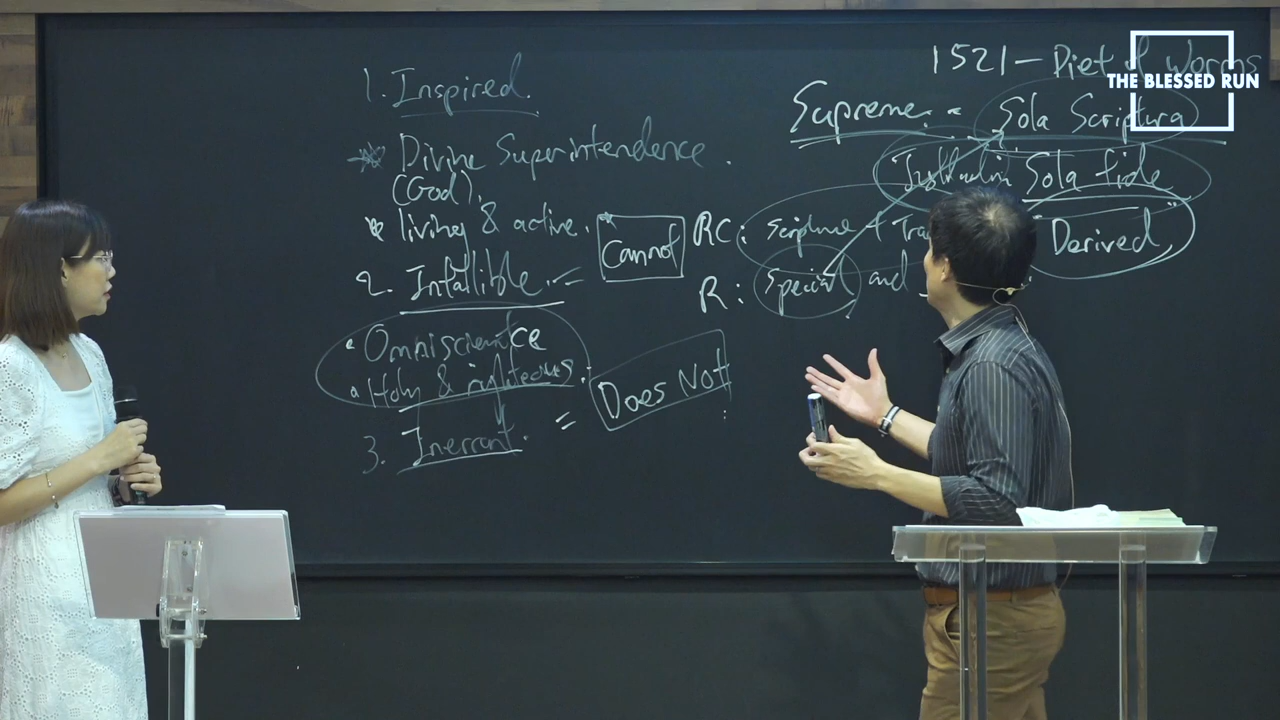 1. Inspired.
* Divine Superintendence.
(God).
* living & active.
Cannot
2. Infallible. =
• Omniscience
• Holy & righteous.
Does Not
3. Inerrant. =
1521 – Diet of Worms
THE BLESSED RUN
Supreme. - Sola Scriptura
Sola fide
RC: Scripture +
"Derived"
R: Special and